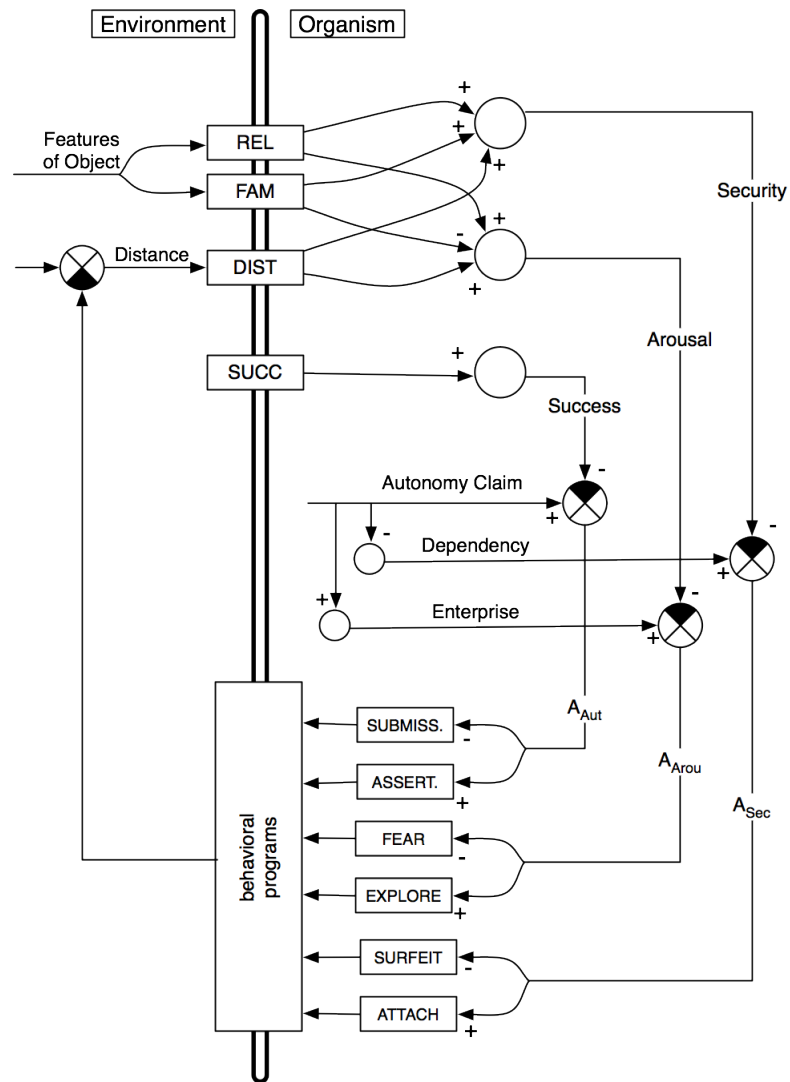 Environment
Organism
Features
of Object
REL
FAM
Distance
DIST
SUCC
+
+
+
+
-
+
+
Security
Arousal
Success
-
Autonomy Claim
+
-
Dependency
-
+
+
Enterprise
-
+
A Aut
A Arou
A Sec
SUBMISS.
-
ASSERT.
+
FEAR
-
EXPLORE
+
SURFEIT
-
ATTACH
+
behavioral
programs